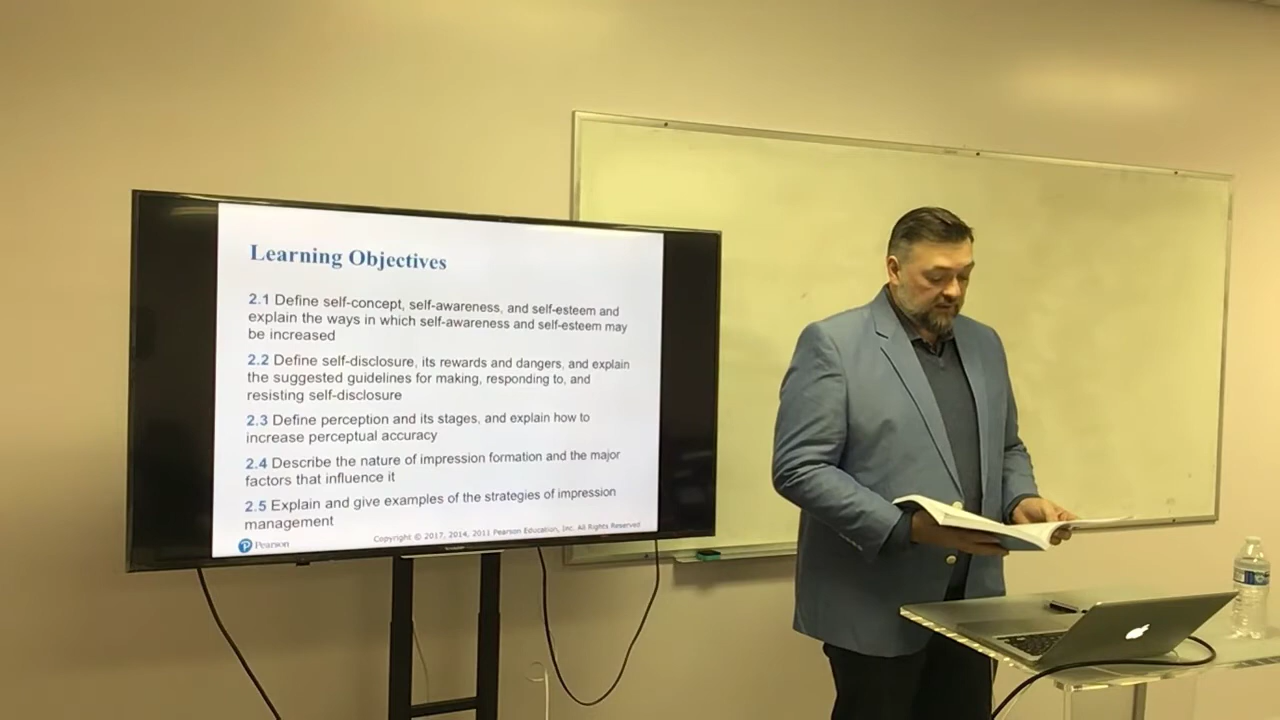 Learning Objectives
2.1 Define self-concept, self-awareness, and self-esteem and
explain the ways in which self-awareness and self-esteem may
be increased
2.2 Define self-disclosure, its rewards and dangers, and explain
the suggested guidelines for making, responding to, and
resisting self-disclosure
2.3 Define perception and its stages, and explain how to
increase perceptual accuracy
2.4 Describe the nature of impression formation and the major
factors that influence it
2.5 Explain and give examples of the strategies of impression
management
Pearson
Copyright © 2017, 2014, 2011 Pearson Education, Inc. All Rights Reserved